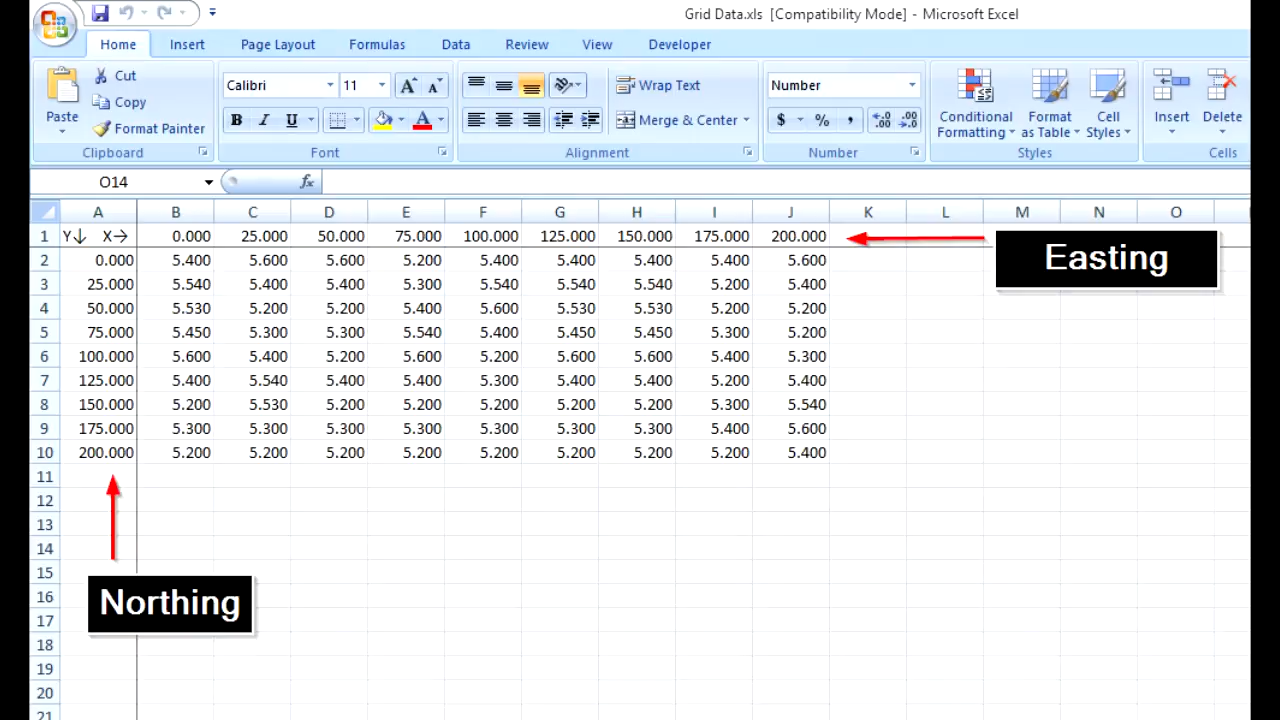 Grid Data.xls [Compatibility Mode] - Microsoft Excel
Home Insert Page Layout Formulas Data Review View Developer
Paste
Cut
Copy
Format Painter
Clipboard
Calibri 11 A A
B I U A
Font
Wrap Text
Merge & Center
Alignment
Number
$ % , .00 .00
Number
Conditional Formatting
Format as Table
Cell Styles
Styles
Insert Delete
Cells
O14 fx
A B C D E F G H I J K L M N O
1 Y↓ X→ 0.000 25.000 50.000 75.000 100.000 125.000 150.000 175.000 200.000
2 0.000 5.400 5.600 5.600 5.200 5.400 5.400 5.400 5.400 5.600
3 25.000 5.540 5.400 5.400 5.300 5.540 5.540 5.540 5.200 5.400
4 50.000 5.530 5.200 5.200 5.400 5.600 5.530 5.530 5.200 5.200
5 75.000 5.450 5.300 5.300 5.540 5.400 5.450 5.450 5.300 5.200
6 100.000 5.600 5.400 5.200 5.600 5.200 5.600 5.600 5.400 5.300
7 125.000 5.400 5.540 5.400 5.400 5.300 5.400 5.400 5.200 5.400
8 150.000 5.200 5.530 5.200 5.200 5.200 5.200 5.200 5.300 5.540
9 175.000 5.300 5.300 5.300 5.300 5.300 5.300 5.300 5.400 5.600
10 200.000 5.200 5.200 5.200 5.200 5.200 5.200 5.200 5.200 5.400
11
12
13
14
15
16
17
18
19
20
21
Easting
Northing